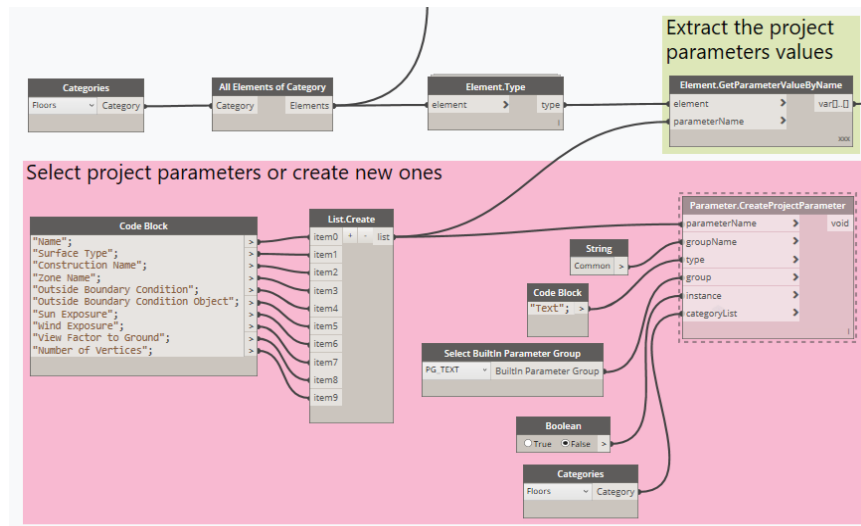 Extract the project
parameters values
Categories
Floors Category
All Elements of Category
Category Elements
Element.Type
element > type
l
Element.GetParameterValueByName
element > var[]..[]
parameterName >
xxx
Select project parameters or create new ones
Code Block
"Name"; >
"Surface Type"; >
"Construction Name"; >
"Zone Name"; >
"Outside Boundary Condition"; >
"Outside Boundary Condition Object"; >
"Sun Exposure"; >
"Wind Exposure"; >
"View Factor to Ground"; >
"Number of Vertices"; >
List.Create
item0 + - list
item1
item2
item3
item4
item5
item6
item7
item8
item9
String
Common >
Code Block
"Text"; >
Select BuiltIn Parameter Group
PG_TEXT BuiltIn Parameter Group
Boolean
True False >
Categories
Floors Category
Parameter.CreateProjectParameter
parameterName > void
groupName >
type >
group >
instance >
categoryList >
l